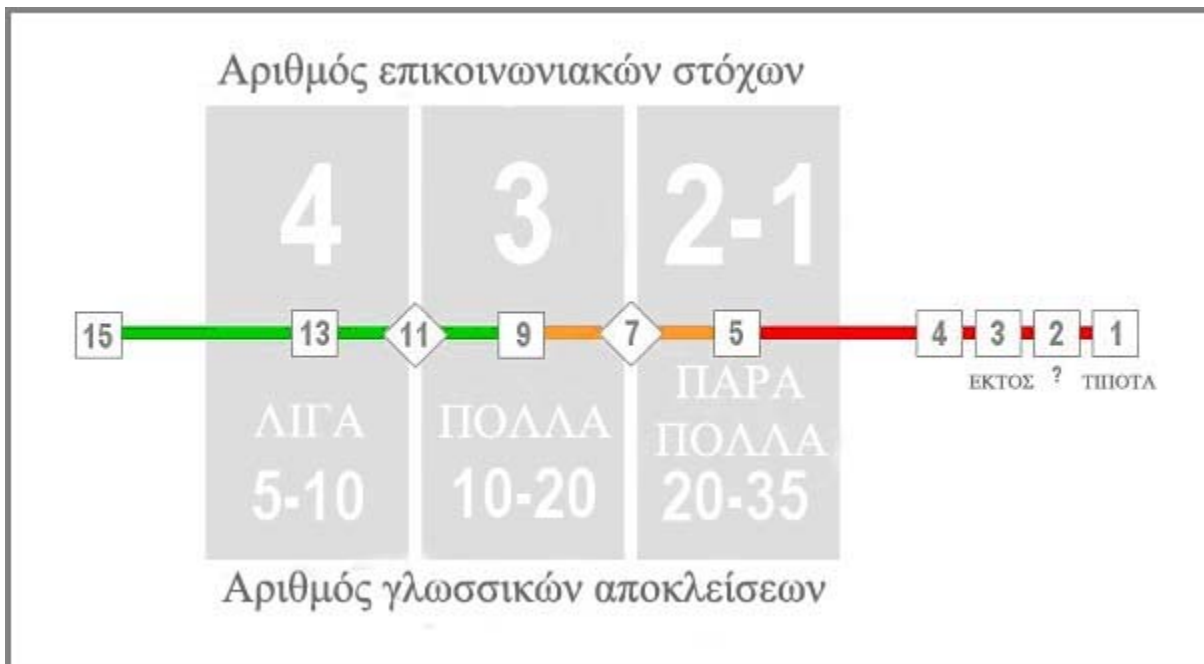 Αριθμός επικοινωνιακών στόχων
4 3 2-1
15 13 11 9 7 5 4 3 2 1
ΕΚΤΟΣ ? ΤΙΠΟΤΑ
ΛΙΓΑ ΠΟΛΛΑ ΠΑΡΑ
ΠΟΛΛΑ
5-10 10-20 20-35
Αριθμός γλωσσικών αποκλείσεων